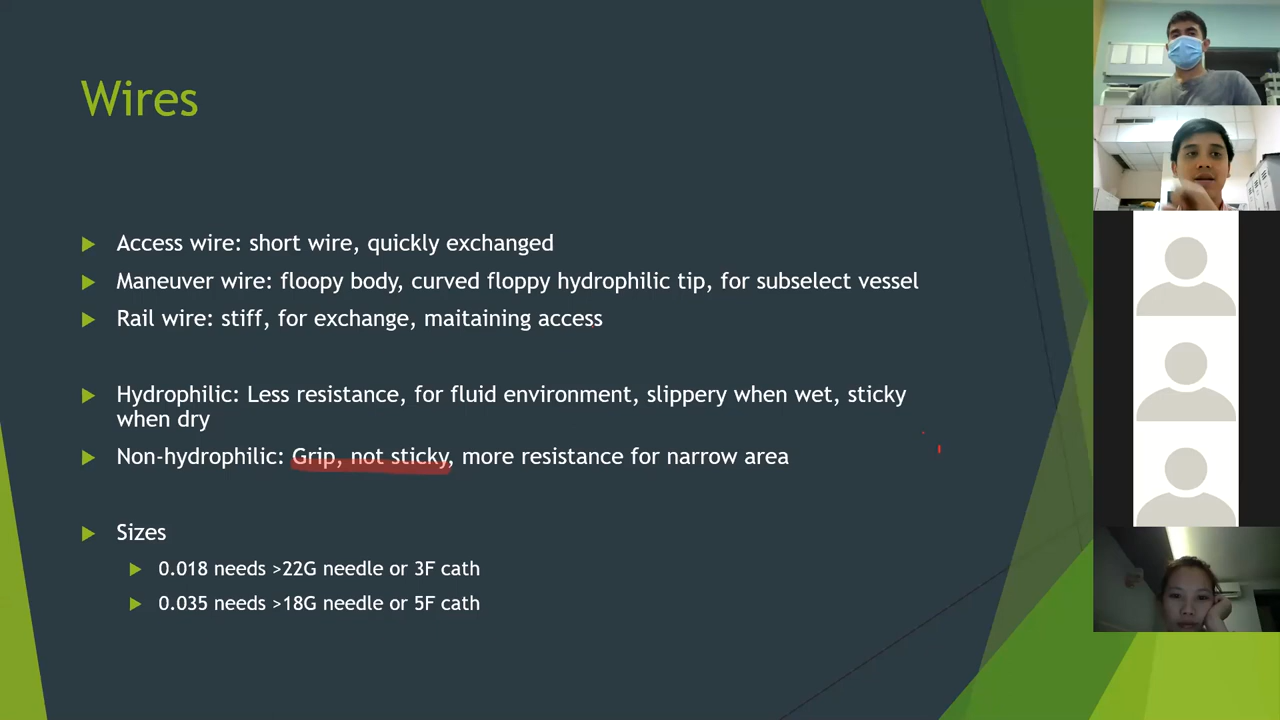 Wires
Access wire: short wire, quickly exchanged
Maneuver wire: floopy body, curved floppy hydrophilic tip, for subselect vessel
Rail wire: stiff, for exchange, maitaining access
Hydrophilic: Less resistance, for fluid environment, slippery when wet, sticky
when dry
Non-hydrophilic: Grip, not sticky, more resistance for narrow area
Sizes
0.018 needs >22G needle or 3F cath
0.035 needs >18G needle or 5F cath